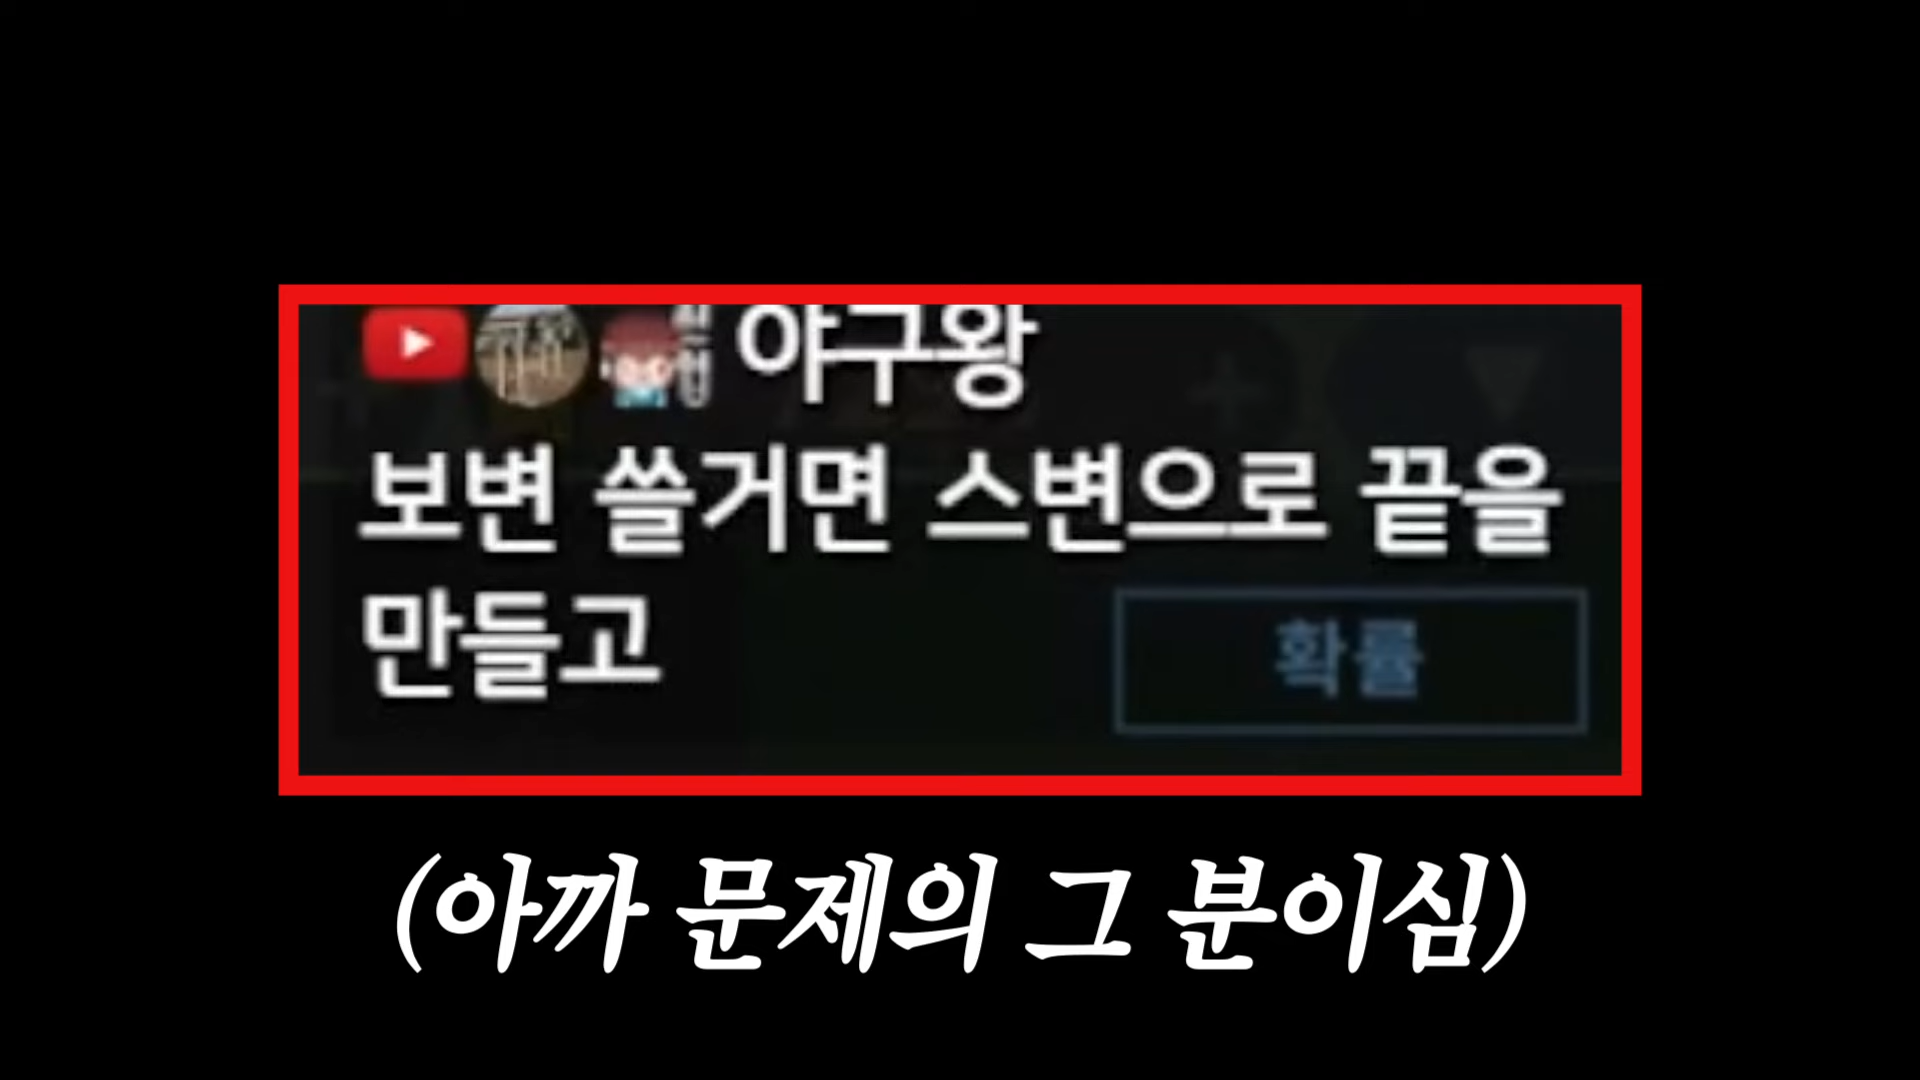 야구왕
보변 쓸거면 스변으로 끝을
만들고
확률
(아까 문제의 그 분이심)